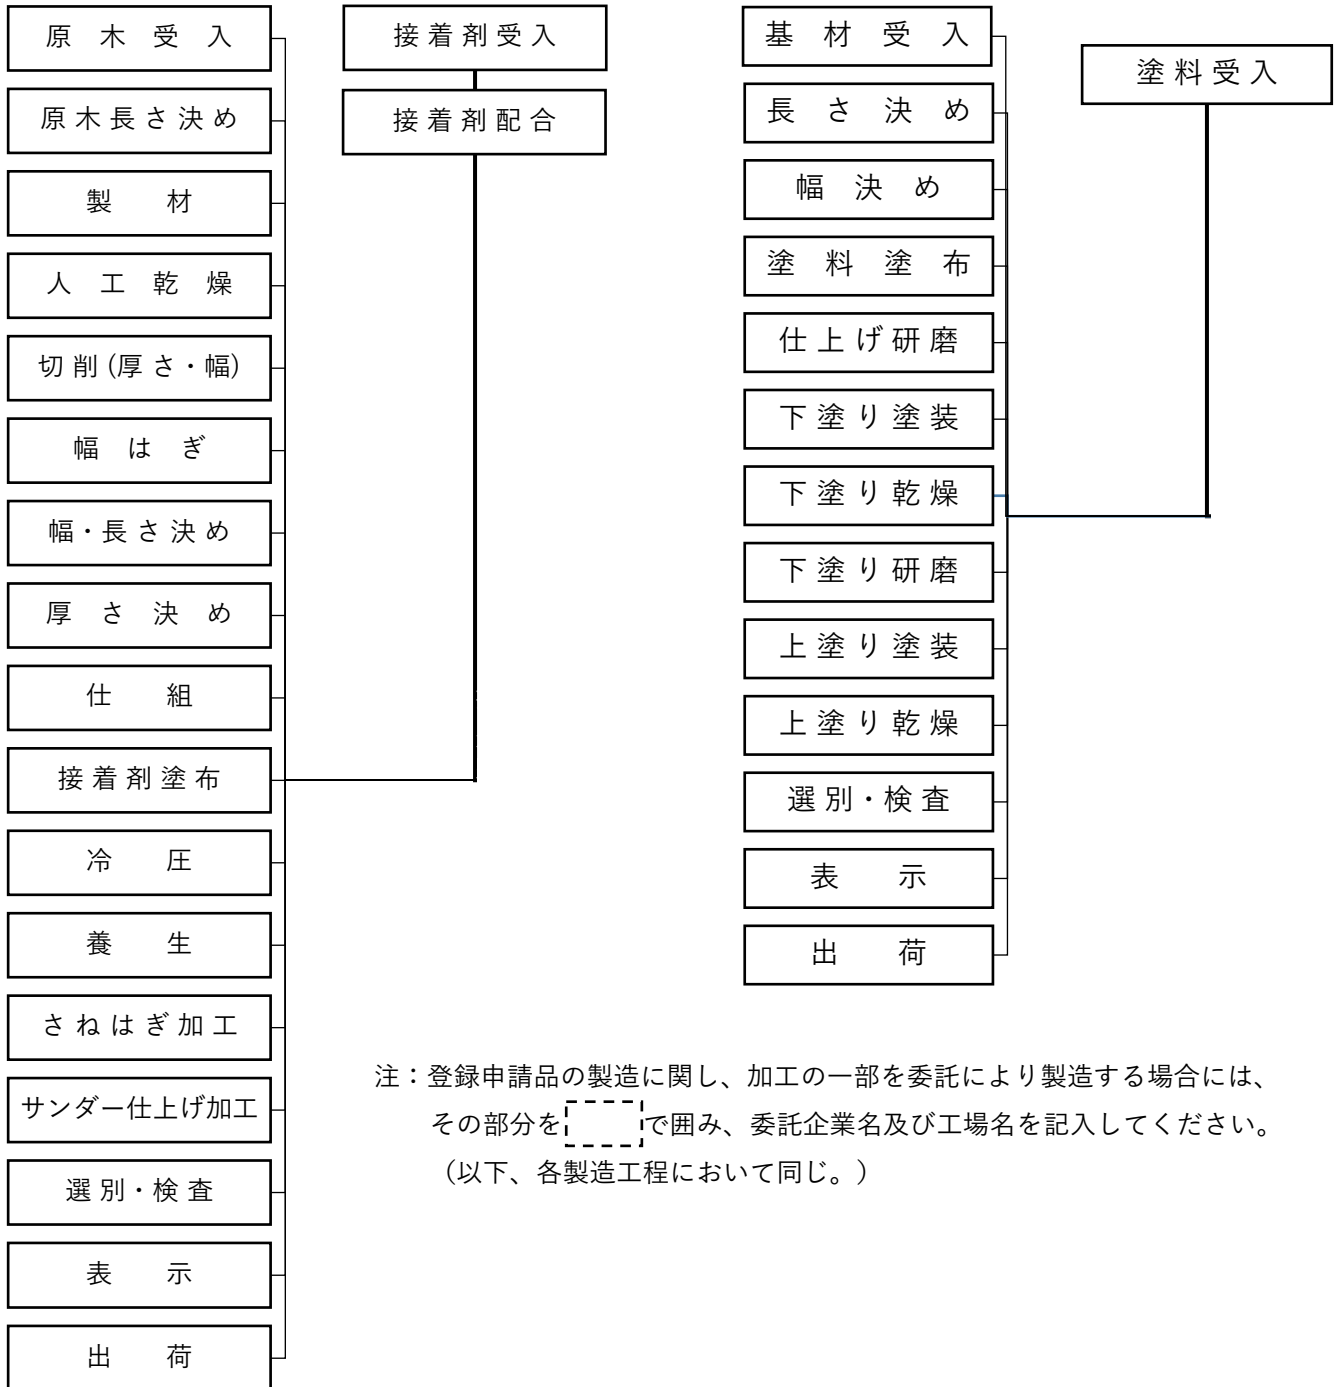 原木受入
原木長さ決め
製材
人工乾燥
切削(厚さ・幅)
幅はぎ
幅・長さ決め
厚さ決め
仕組
接着剤塗布
冷圧
養生
さねはぎ加工
サンダー仕上げ加工
選別・検査
表示
出荷
接着剤受入
接着剤配合
基材受入
長さ決め
幅決め
塗料塗布
仕上げ研磨
下塗り塗装
下塗り乾燥
下塗り研磨
上塗り塗装
上塗り乾燥
選別・検査
表示
出荷
塗料受入
注：登録申請品の製造に関し、加工の一部を委託により製造する場合には、
その部分を で囲み、委託企業名及び工場名を記入してください。
（以下、各製造工程において同じ。）